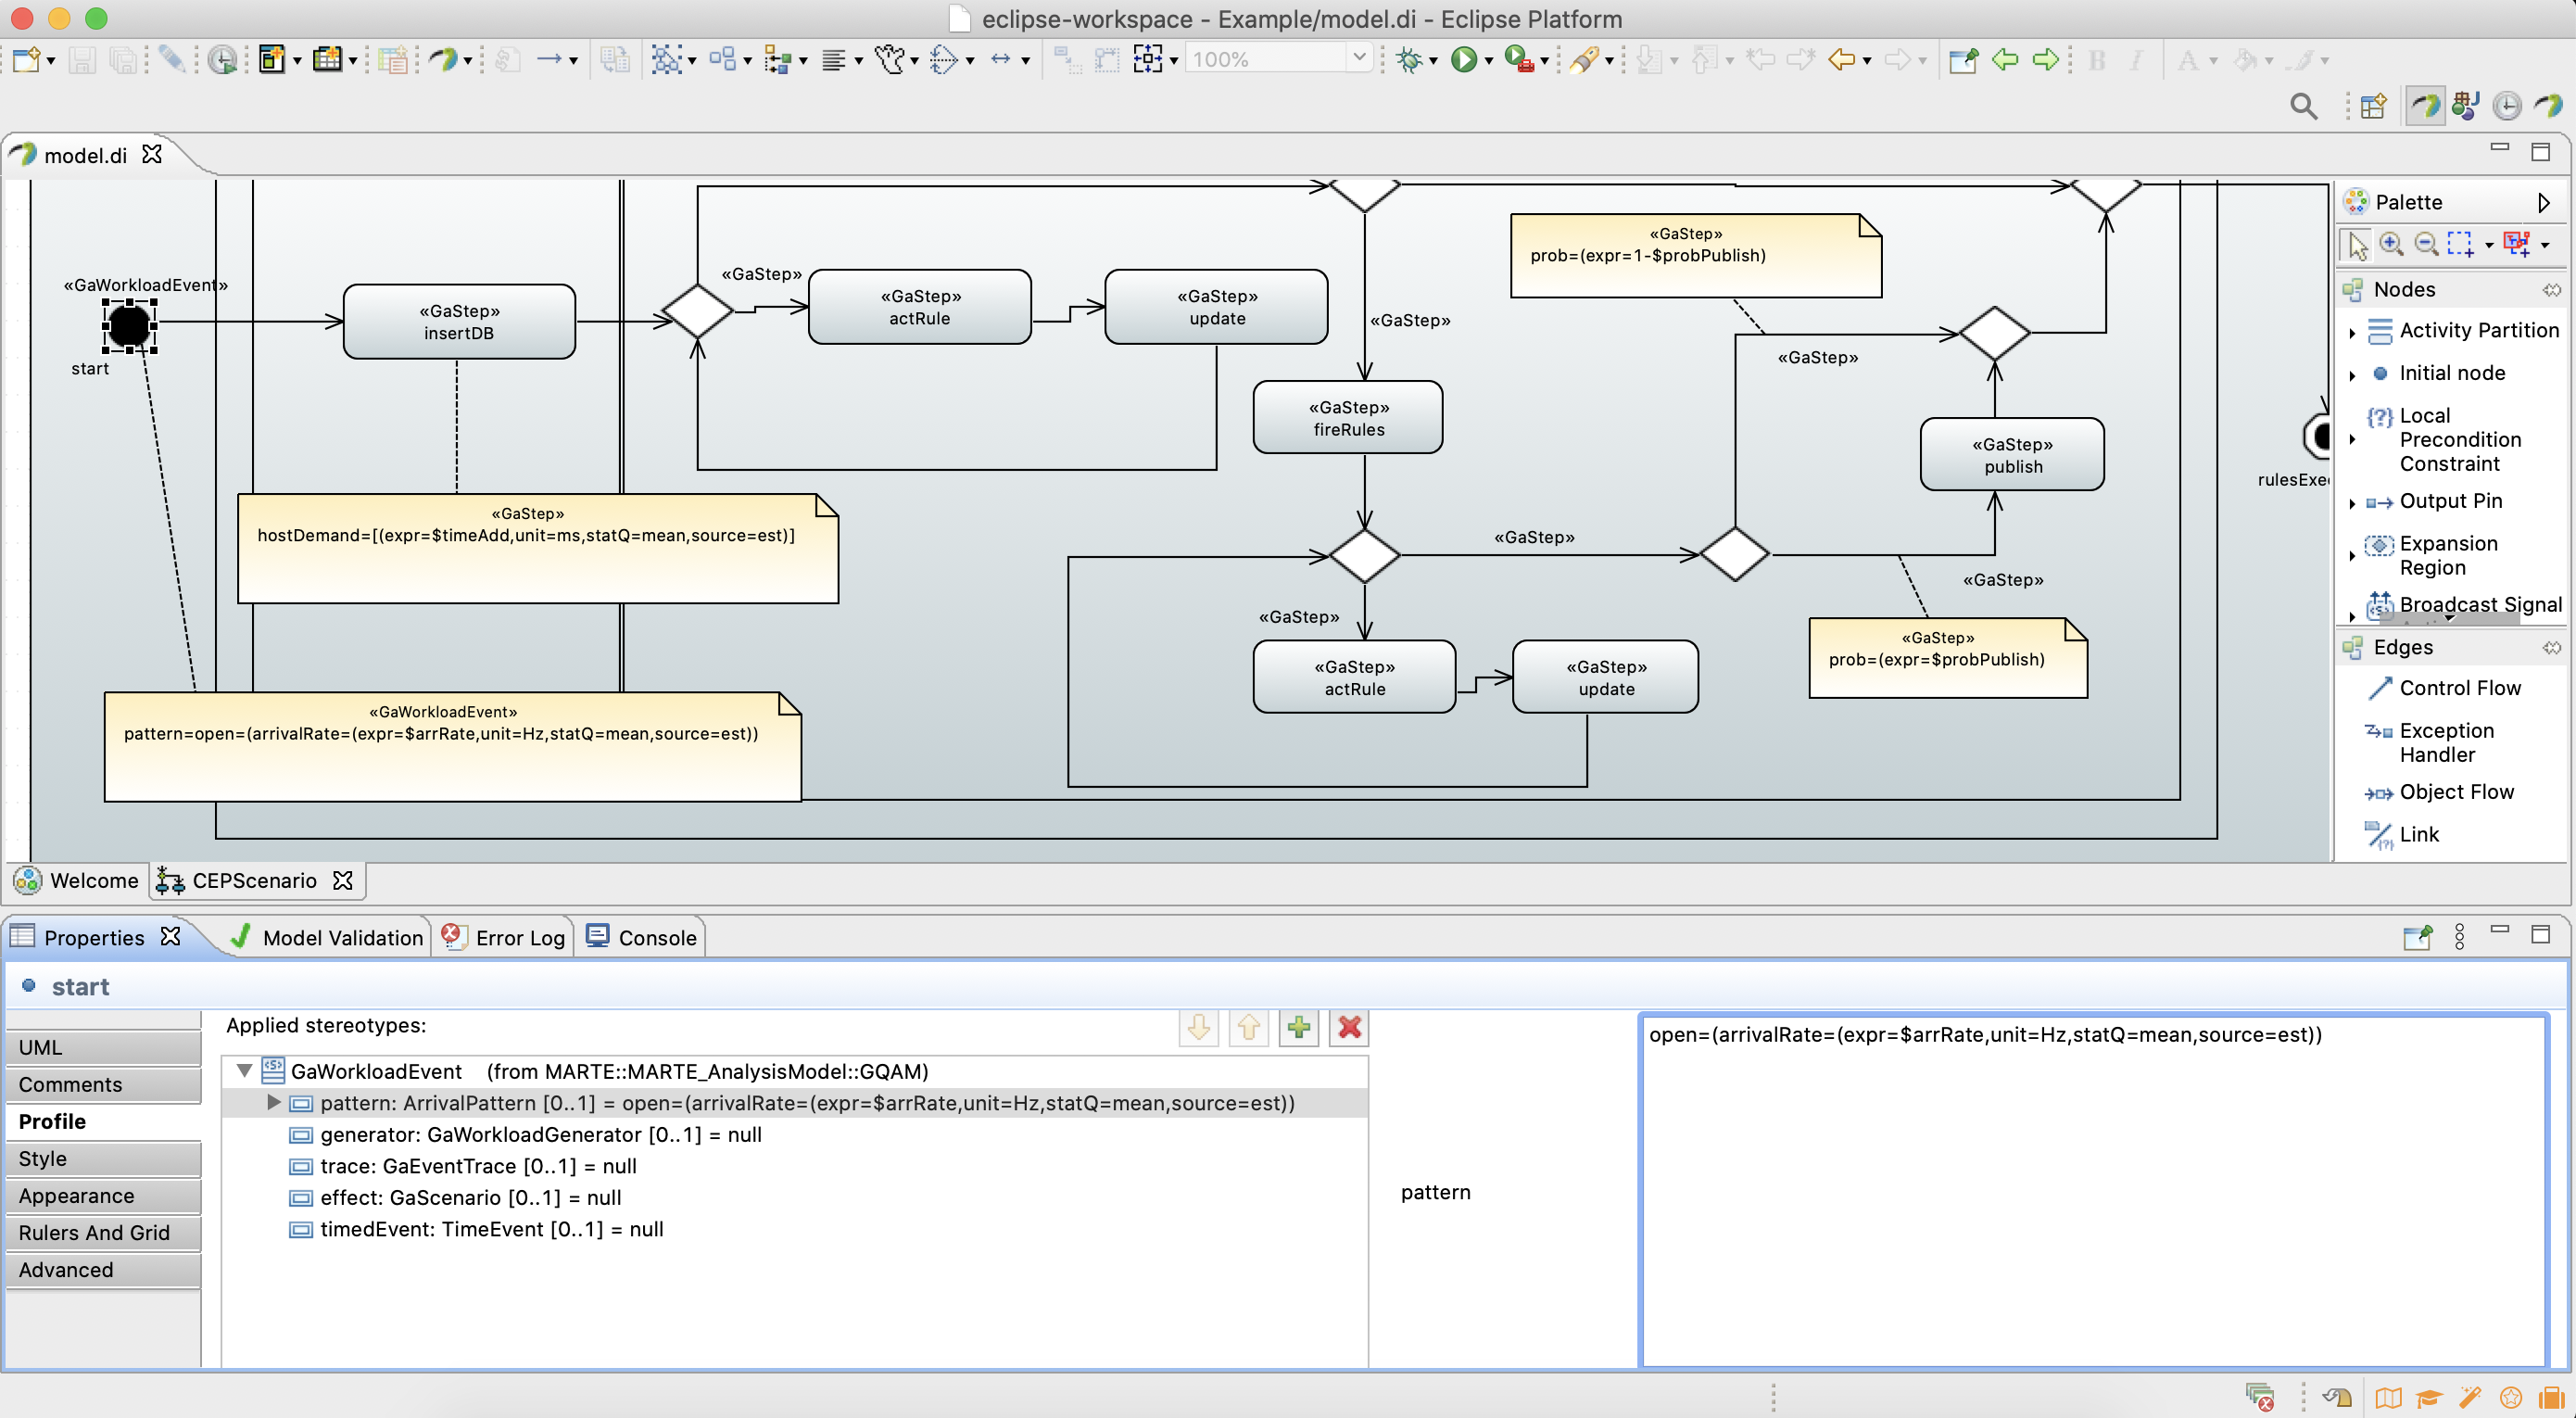 eclipse-workspace - Example/model.di - Eclipse Platform
100%
model.di
«GaWorkloadEvent»
start
«GaStep»
insertDB
«GaStep»
«GaStep»
actRule
«GaStep»
update
«GaStep»
«GaStep»
prob=(expr=1-$probPublish)
«GaStep»
«GaStep»
fireRules
«GaStep»
publish
«GaStep»
hostDemand=[(expr=$timeAdd,unit=ms,statQ=mean,source=est)]
«GaStep»
«GaStep»
«GaStep»
«GaStep»
actRule
«GaStep»
update
«GaStep»
prob=(expr=$probPublish)
«GaWorkloadEvent»
pattern=open=(arrivalRate=(expr=$arrRate,unit=Hz,statQ=mean,source=est))
rulesExe
Palette
Nodes
Activity Partition
Initial node
Local
Precondition
Constraint
Output Pin
Expansion
Region
Broadcast Signal
Edges
Control Flow
Exception
Handler
Object Flow
Link
Welcome
CEPScenario
Properties
Model Validation
Error Log
Console
start
UML
Comments
Profile
Style
Appearance
Rulers And Grid
Advanced
Applied stereotypes:
GaWorkloadEvent (from MARTE::MARTE_AnalysisModel::GQAM)
pattern: ArrivalPattern [0..1] = open=(arrivalRate=(expr=$arrRate,unit=Hz,statQ=mean,source=est))
generator: GaWorkloadGenerator [0..1] = null
trace: GaEventTrace [0..1] = null
effect: GaScenario [0..1] = null
timedEvent: TimeEvent [0..1] = null
pattern
open=(arrivalRate=(expr=$arrRate,unit=Hz,statQ=mean,source=est))